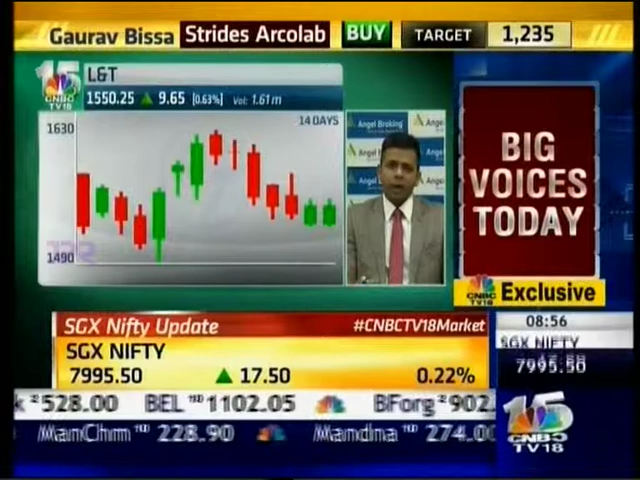 Gaurav Bissa Strides Arcolab BUY TARGET 1,235
15
CNBC
TV18
L&T
1550.25 ▲ 9.65 [0.63%] Vol: 1.61m
14 DAYS
1630
1490
Angel Broking
BIG
VOICES
TODAY
CNBC
TV18
Exclusive
SGX Nifty Update #CNBCTV18Market
SGX NIFTY
7995.50 ▲ 17.50 0.22%
08:56
SGX NIFTY
7995.50
528.00 BEL 1102.05 BForg 902
ManChm 228.90 274.00
15
CNBC
TV18